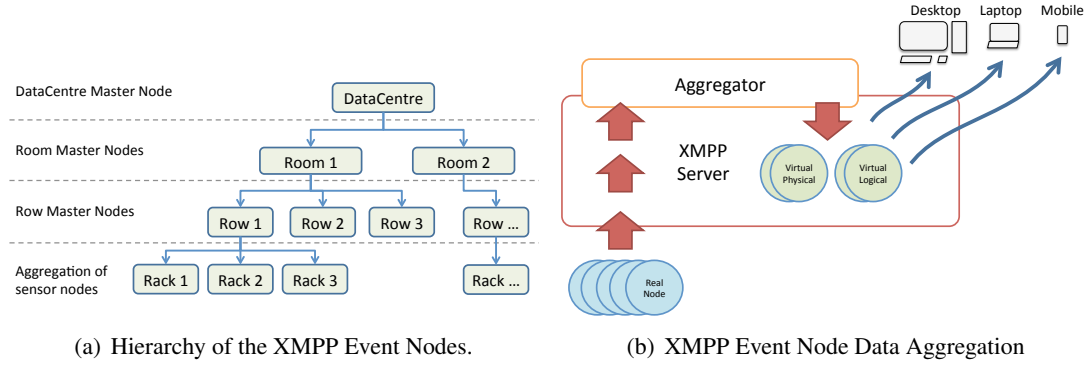 DataCentre Master Node
DataCentre
Room Master Nodes
Room 1
Room 2
Row Master Nodes
Row 1
Row 2
Row 3
Row ...
Aggregation of
sensor nodes
Rack 1
Rack 2
Rack 3
Rack ...
(a) Hierarchy of the XMPP Event Nodes.
Desktop
Laptop
Mobile
Aggregator
XMPP
Server
Virtual
Physical
Virtual
Logical
Real
Node
(b) XMPP Event Node Data Aggregation